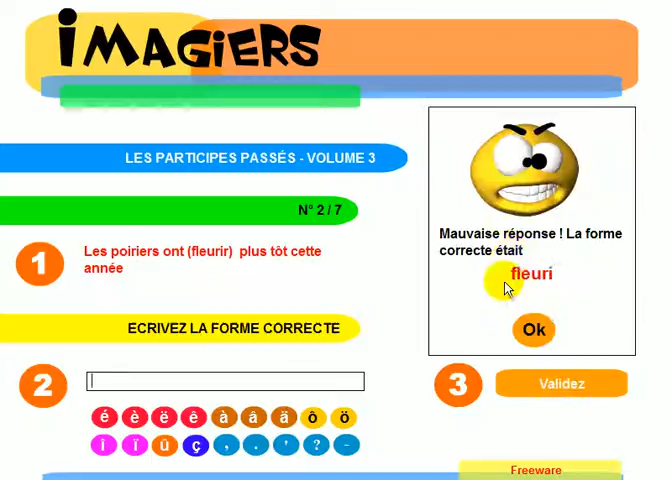 iMAGiERS
LES PARTICIPES PASSÉS - VOLUME 3
N° 2 / 7
1
Les poiriers ont (fleurir) plus tôt cette
année
Mauvaise réponse ! La forme
correcte était
fleuri
Ok
ECRIVEZ LA FORME CORRECTE
2
3
Validez
é è ë ê à â ä ô ö
î ï û ç , . ' ? -
Freeware